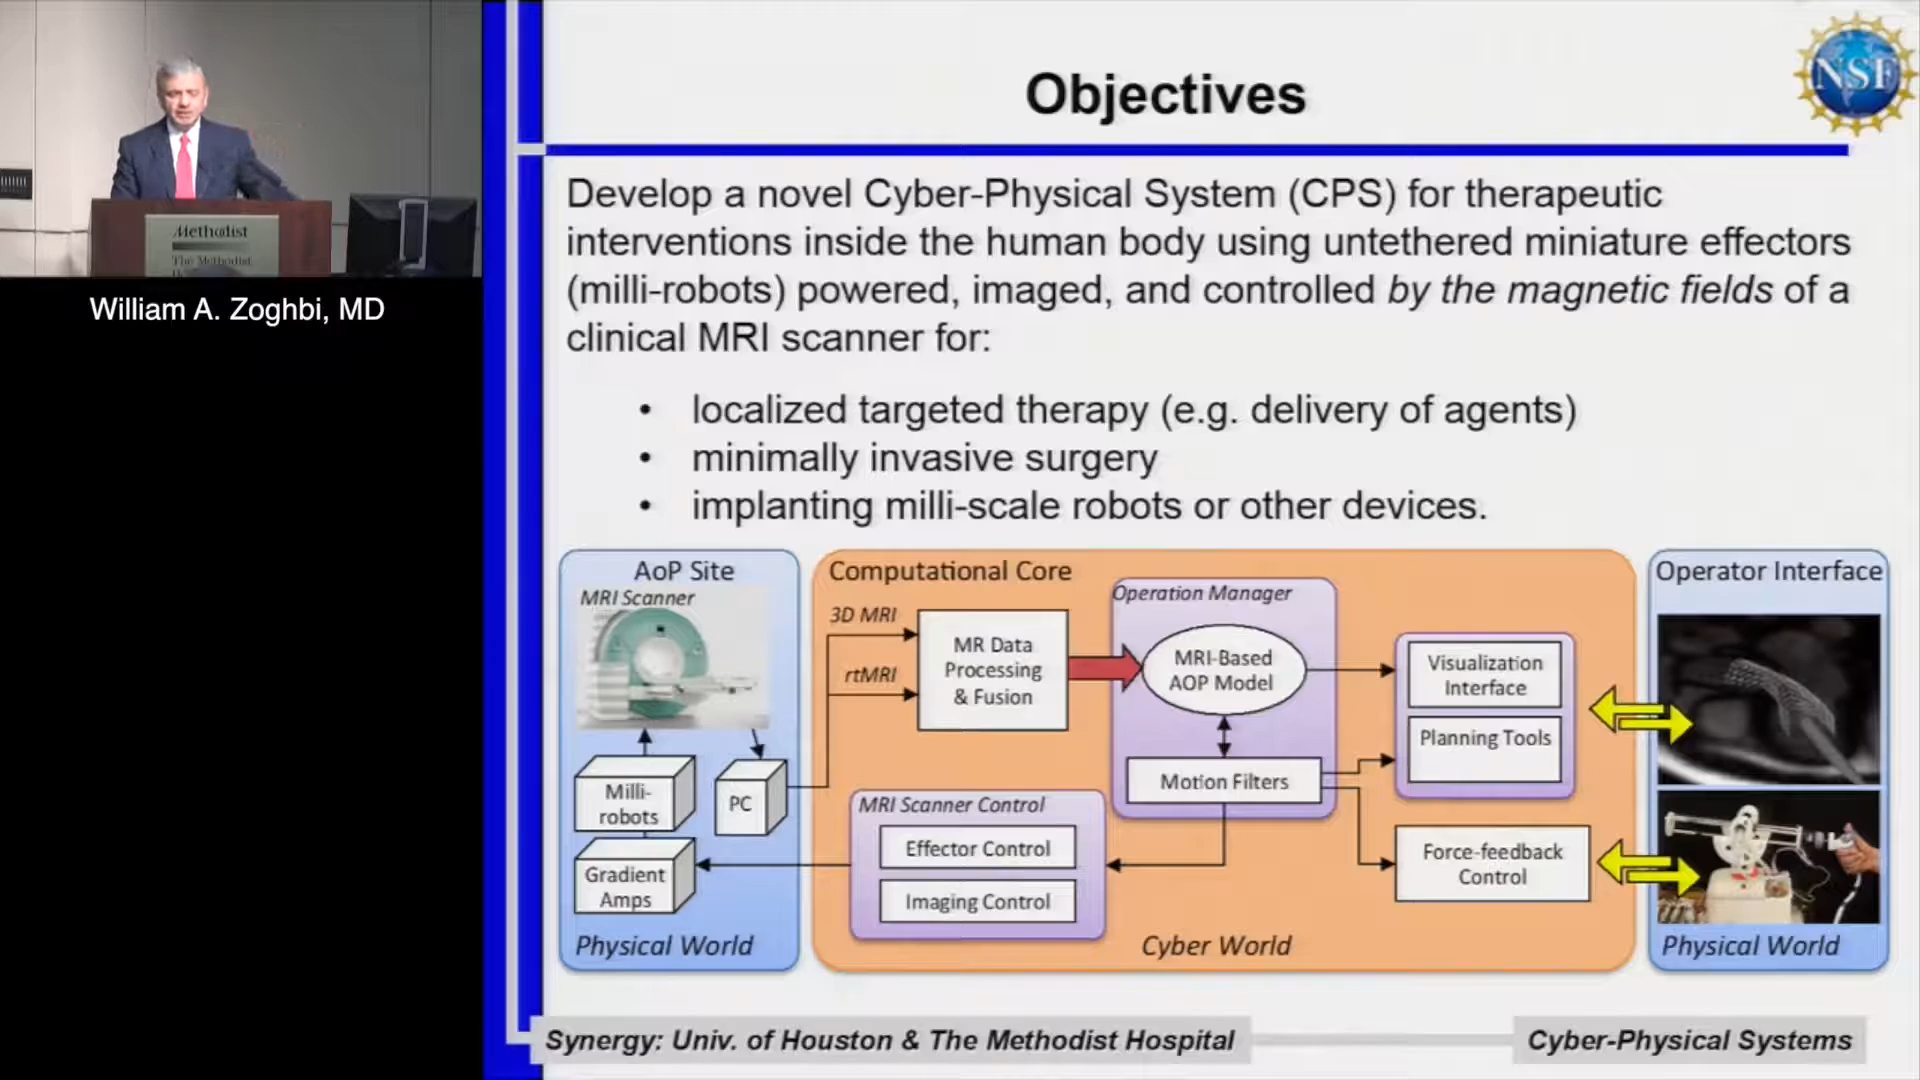 Methodist
The Methodist
William A. Zoghbi, MD
Objectives
NSF
Develop a novel Cyber-Physical System (CPS) for therapeutic
interventions inside the human body using untethered miniature effectors
(milli-robots) powered, imaged, and controlled by the magnetic fields of a
clinical MRI scanner for:
• localized targeted therapy (e.g. delivery of agents)
• minimally invasive surgery
• implanting milli-scale robots or other devices.
AoP Site
MRI Scanner
Milli-
robots
PC
Gradient
Amps
Physical World
Computational Core
3D MRI
rtMRI
MR Data
Processing
& Fusion
Operation Manager
MRI-Based
AOP Model
Motion Filters
MRI Scanner Control
Effector Control
Imaging Control
Visualization
Interface
Planning Tools
Force-feedback
Control
Cyber World
Operator Interface
Physical World
Synergy: Univ. of Houston & The Methodist Hospital
Cyber-Physical Systems